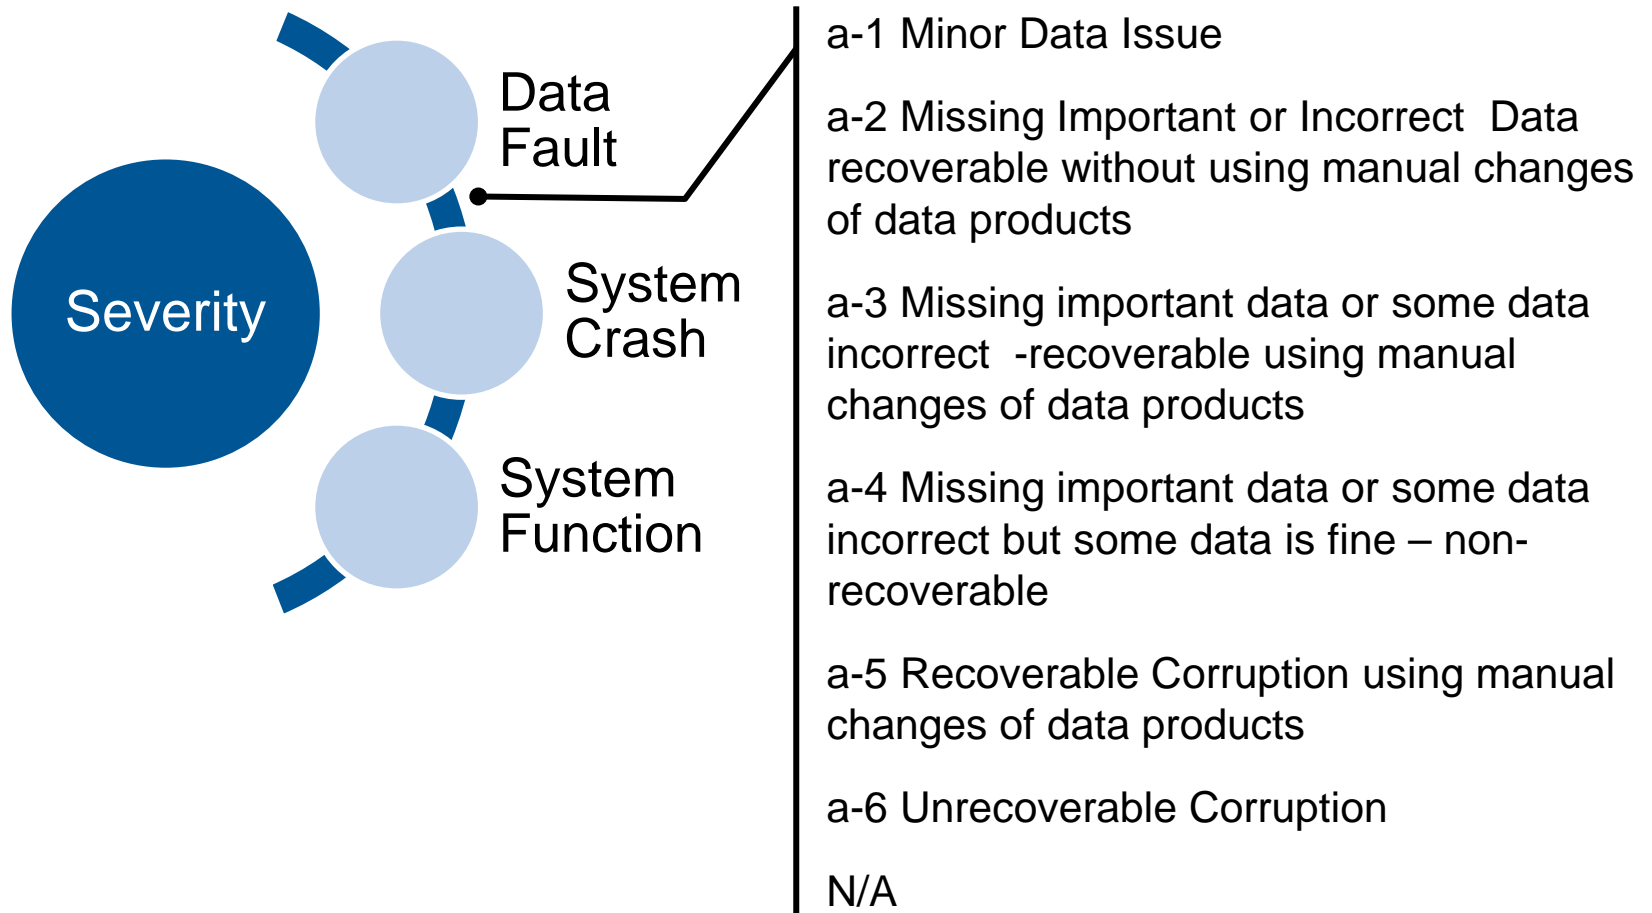 Severity
Data
Fault
System
Crash
System
Function
a-1 Minor Data Issue
a-2 Missing Important or Incorrect  Data
recoverable without using manual changes
of data products
a-3 Missing important data or some data
incorrect  -recoverable using manual
changes of data products
a-4 Missing important data or some data
incorrect but some data is fine – non-
recoverable
a-5 Recoverable Corruption using manual
changes of data products
a-6 Unrecoverable Corruption
N/A